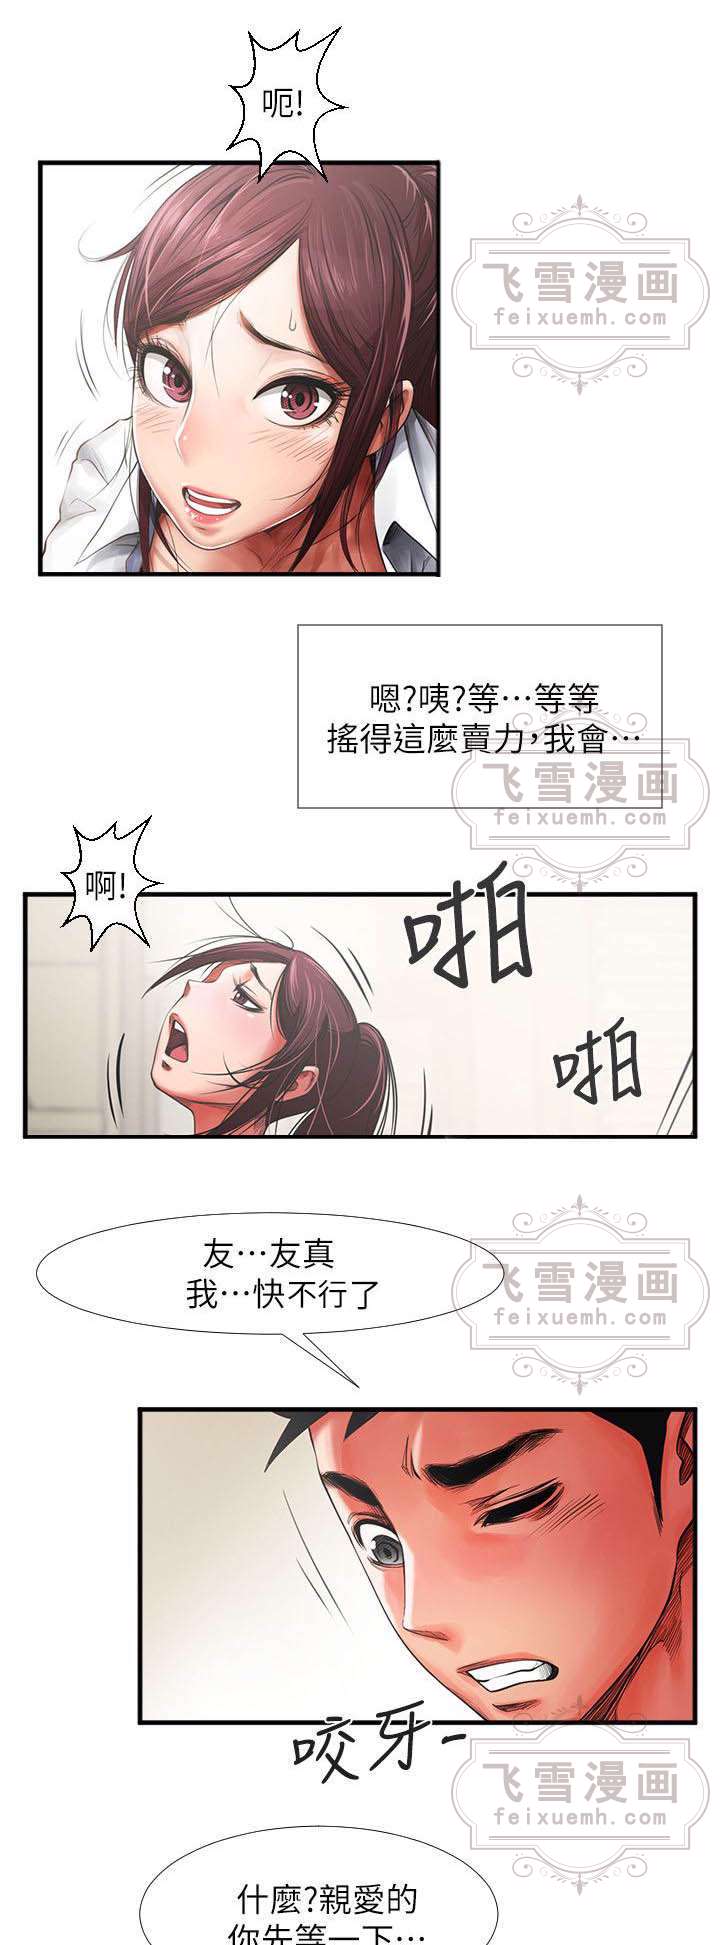 呃!
飞雪漫画
feixuemh.com
嗯?咦?等…等等
搖得這麼賣力,我會…
飞雪漫画
feixuemh.com
啊!
啪
啪
友…友真
我…快不行了
飞雪漫画
feixuemh.com
咬牙-
飞雪漫画
feixuemh.com
什麼?親愛的
你先等一下…